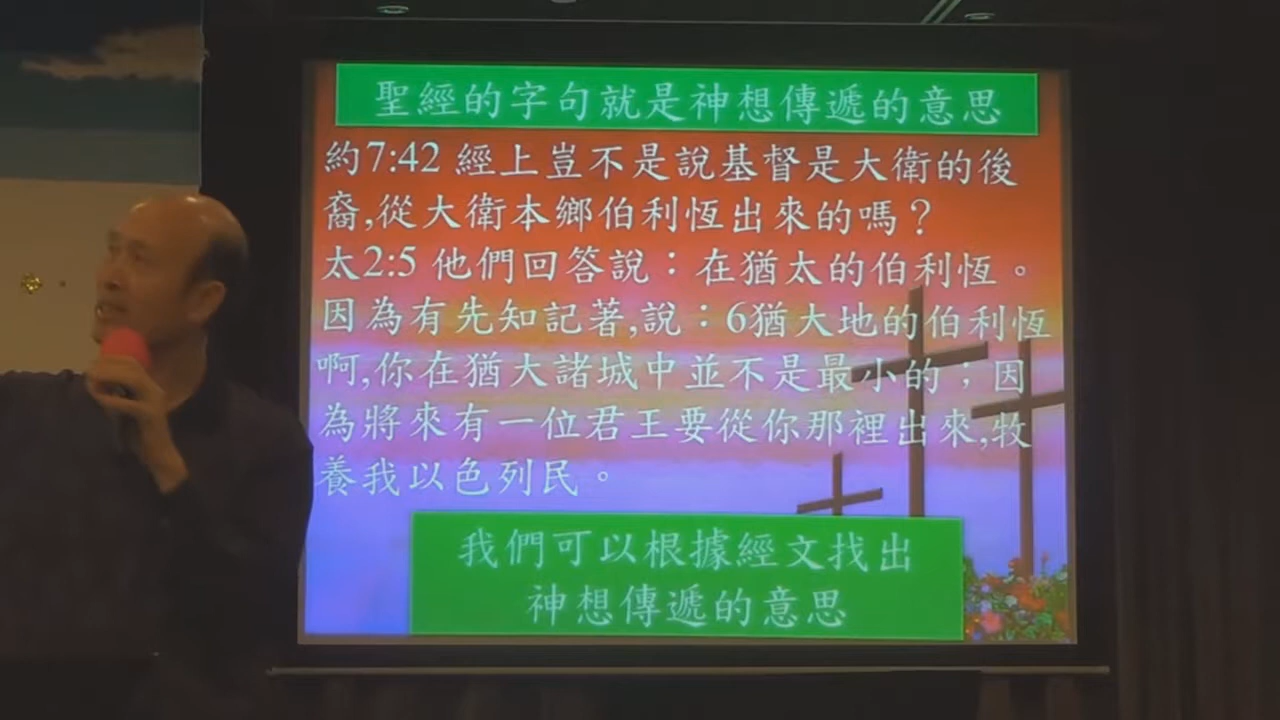 聖經的字句就是神想傳遞的意思
約7:42 經上豈不是說基督是大衛的後
裔,從大衛本鄉伯利恆出來的嗎？
太2:5 他們回答說：在猶太的伯利恆。
因為有先知記著,說：6猶大地的伯利恆
啊,你在猶大諸城中並不是最小的；因
為將來有一位君王要從你那裡出來,牧
養我以色列民。
我們可以根據經文找出
神想傳遞的意思